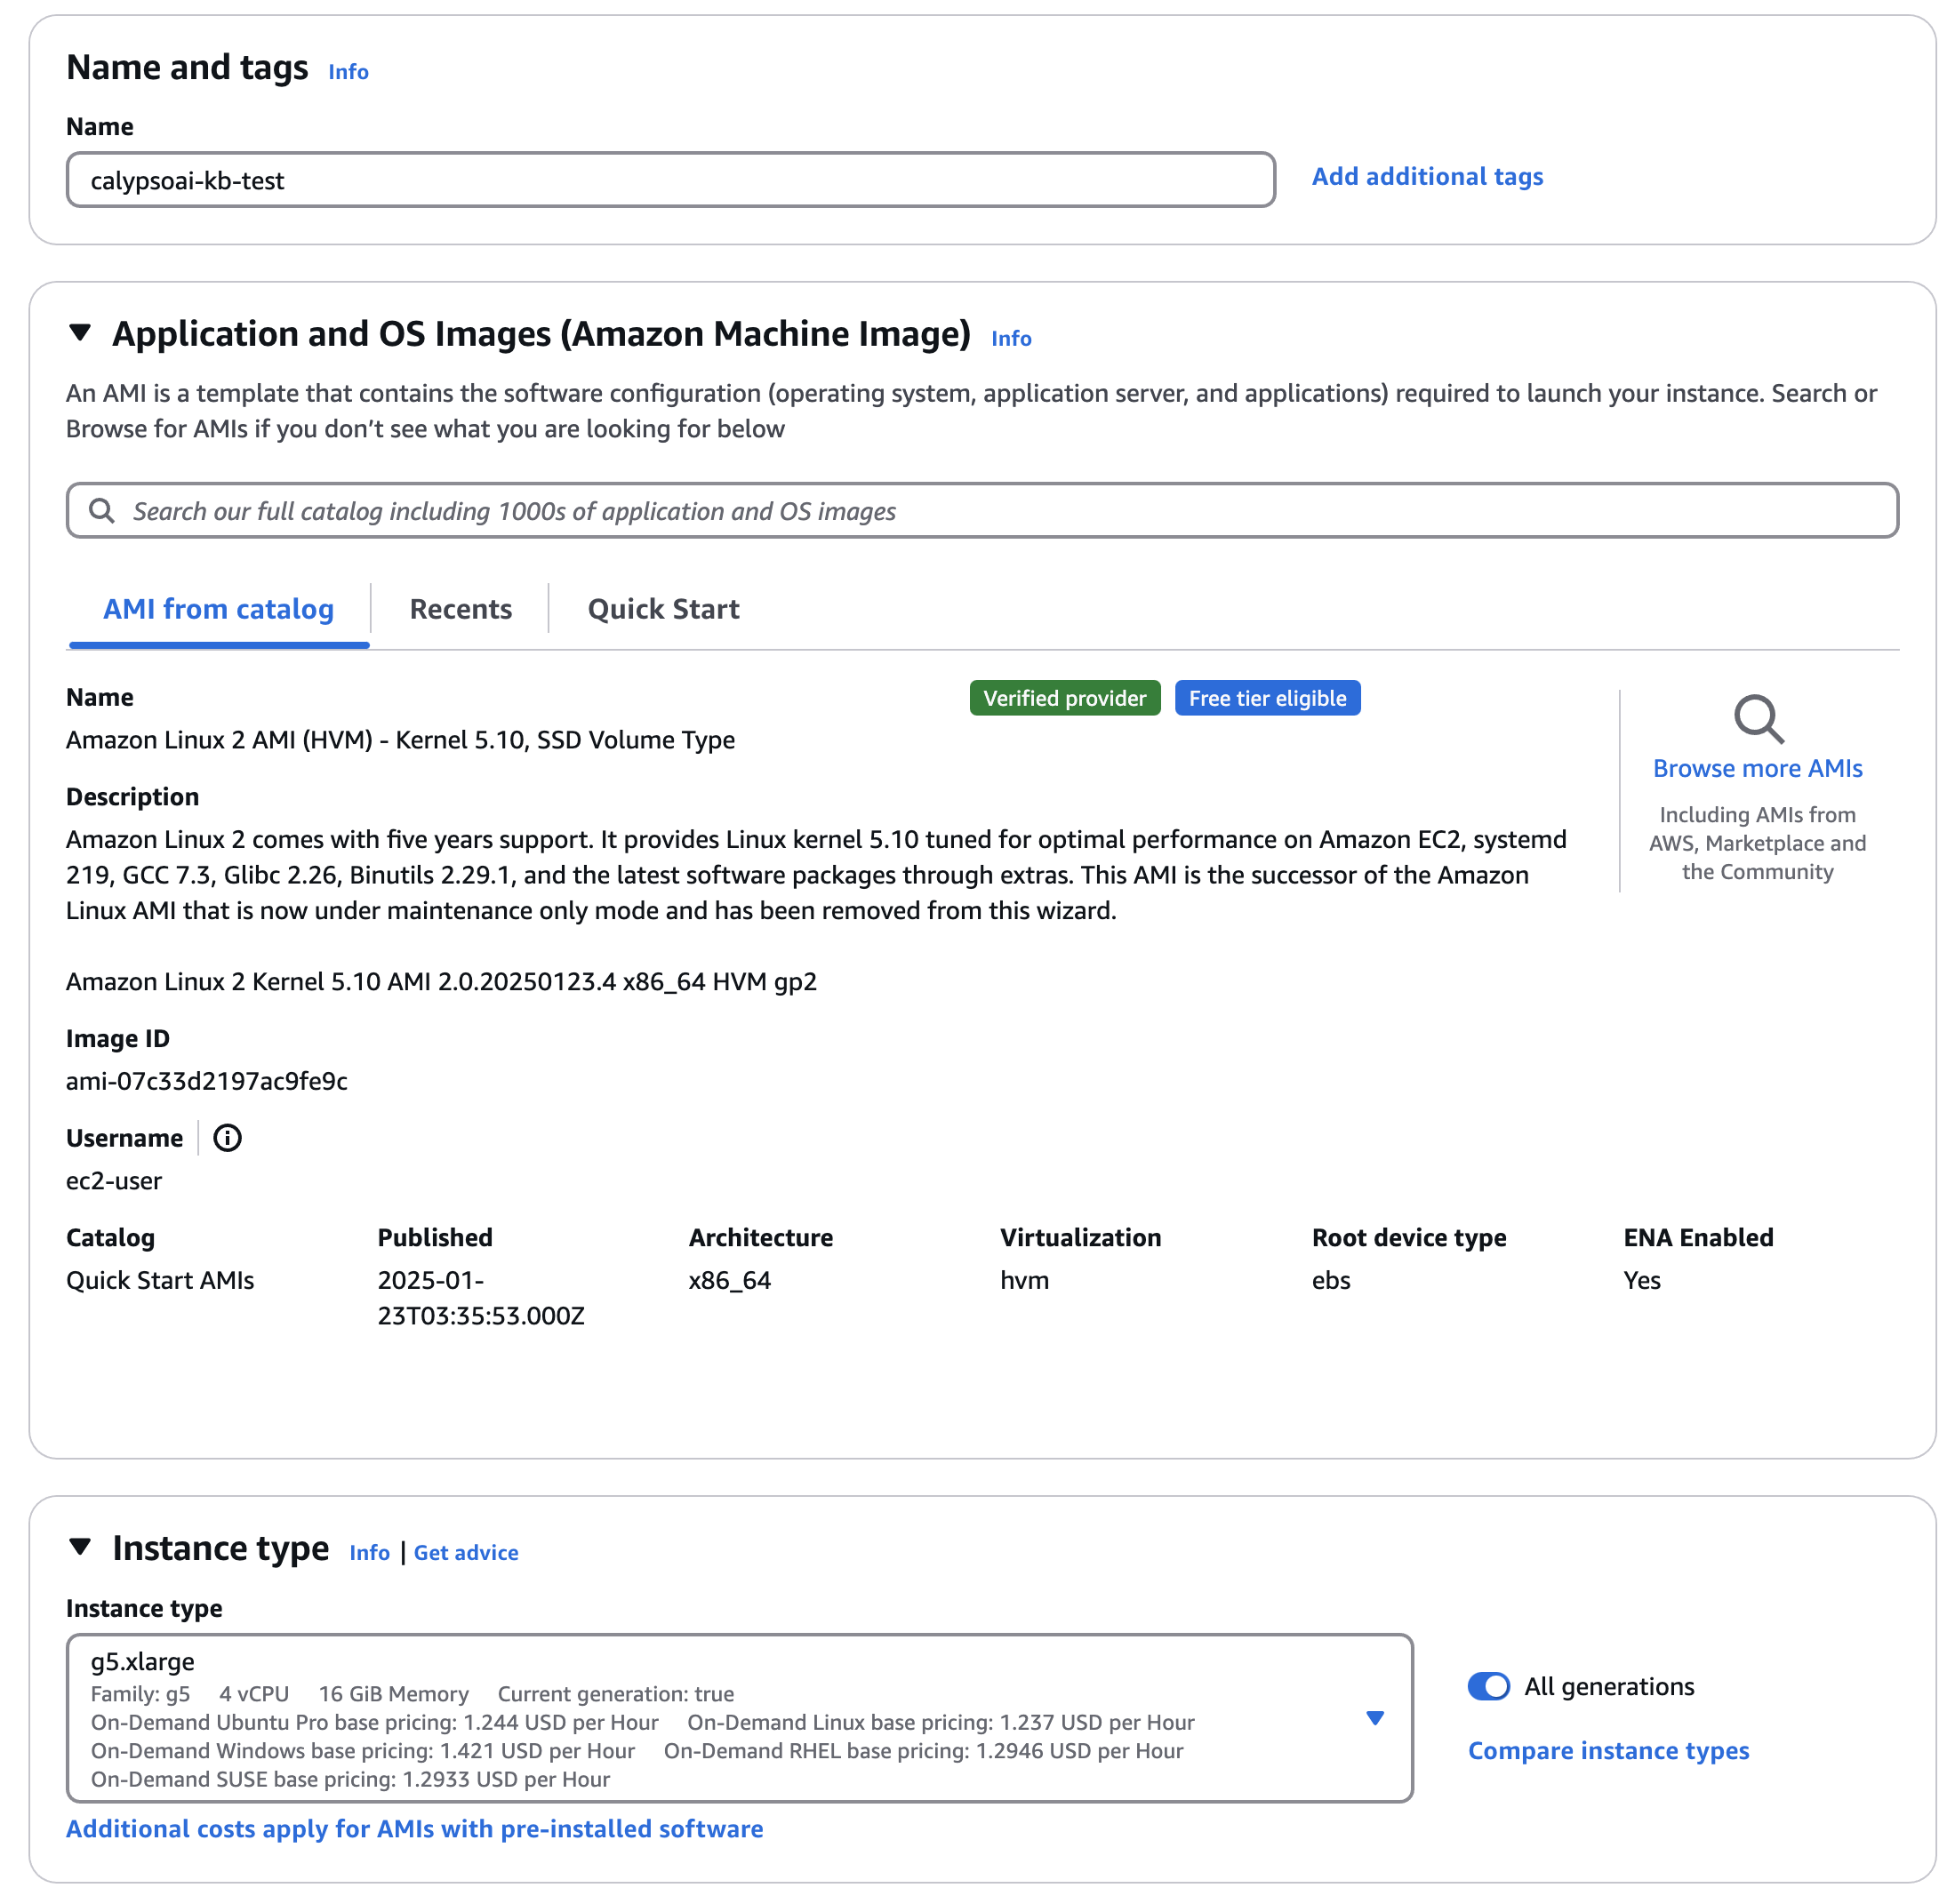 Name and tags Info
Name
calypsoai-kb-test
Add additional tags
Application and OS Images (Amazon Machine Image) Info
An AMI is a template that contains the software configuration (operating system, application server, and applications) required to launch your instance. Search or
Browse for AMIs if you don’t see what you are looking for below
Search our full catalog including 1000s of application and OS images
AMI from catalog
Recents
Quick Start
Name
Verified provider
Free tier eligible
Amazon Linux 2 AMI (HVM) - Kernel 5.10, SSD Volume Type
Description
Amazon Linux 2 comes with five years support. It provides Linux kernel 5.10 tuned for optimal performance on Amazon EC2, systemd
219, GCC 7.3, Glibc 2.26, Binutils 2.29.1, and the latest software packages through extras. This AMI is the successor of the Amazon
Linux AMI that is now under maintenance only mode and has been removed from this wizard.
Amazon Linux 2 Kernel 5.10 AMI 2.0.20250123.4 x86_64 HVM gp2
Browse more AMIs
Including AMIs from
AWS, Marketplace and
the Community
Image ID
ami-07c33d2197ac9fe9c
Username
ec2-user
Catalog
Quick Start AMIs
Published
2025-01-
23T03:35:53.000Z
Architecture
x86_64
Virtualization
hvm
Root device type
ebs
ENA Enabled
Yes
Instance type Info | Get advice
Instance type
g5.xlarge
Family: g5 4 vCPU 16 GiB Memory Current generation: true
On-Demand Ubuntu Pro base pricing: 1.244 USD per Hour On-Demand Linux base pricing: 1.237 USD per Hour
On-Demand Windows base pricing: 1.421 USD per Hour On-Demand RHEL base pricing: 1.2946 USD per Hour
On-Demand SUSE base pricing: 1.2933 USD per Hour
All generations
Compare instance types
Additional costs apply for AMIs with pre-installed software